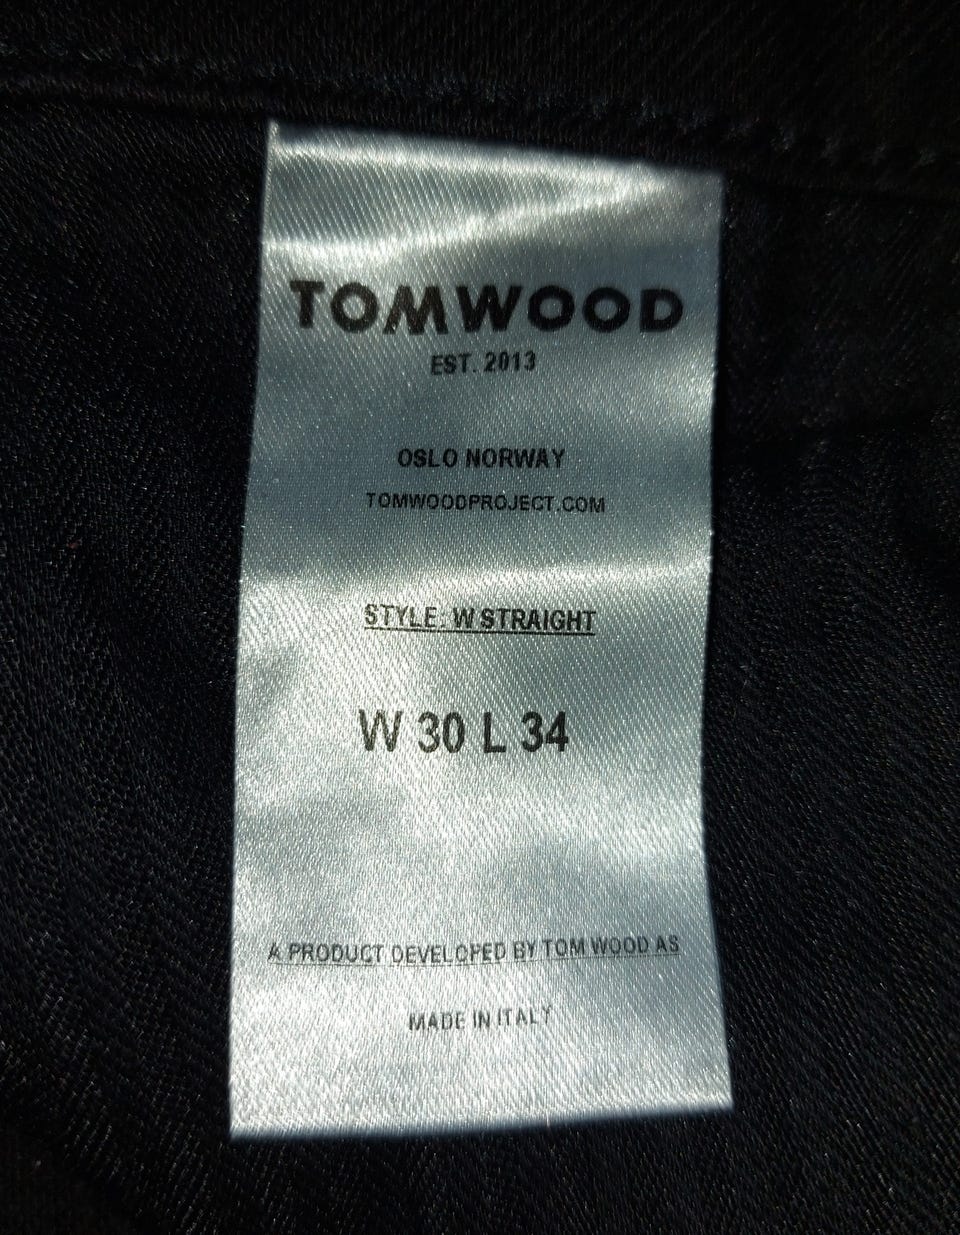 TOMWOOD
EST. 2013
OSLO NORWAY
TOMWOODPROJECT.COM
STYLE: W STRAIGHT
W 30 L 34
A PRODUCT DEVELOPED BY TOM WOOD AS
MADE IN ITALY